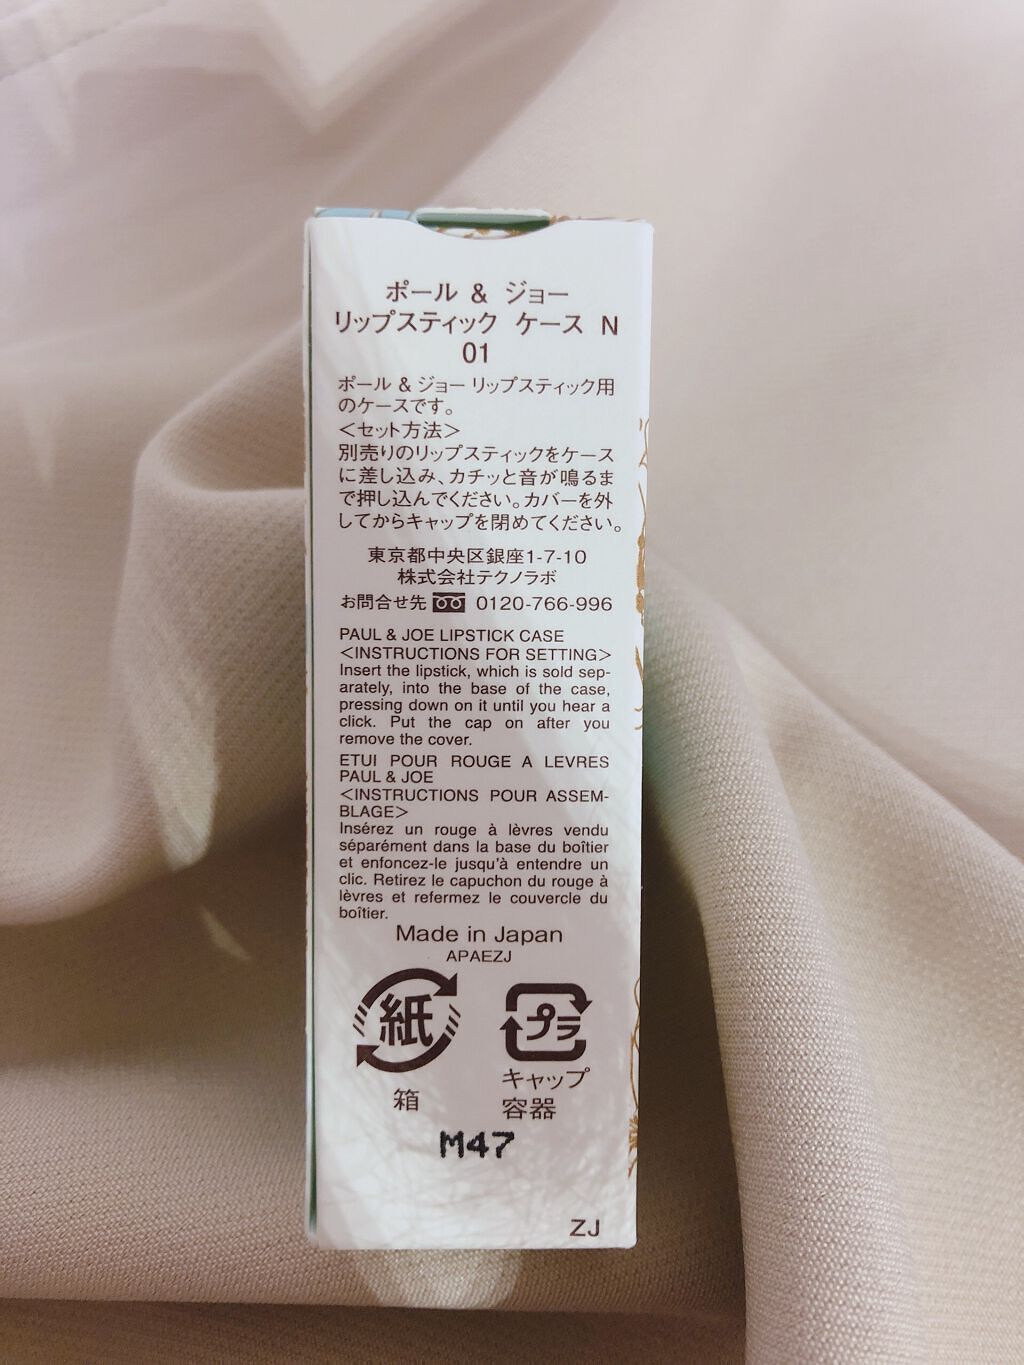 ポール & ジョー
リップスティック ケース N
01
ポール & ジョー リップスティック用
のケースです。
＜セット方法＞
別売りのリップスティックをケース
に差し込み、カチッと音が鳴るま
で押し込んでください。カバーを外
してからキャップを閉めてください。
東京都中央区銀座1-7-10
株式会社テクノラボ
お問合せ先 0120-766-996
PAUL & JOE LIPSTICK CASE
<INSTRUCTIONS FOR SETTING>
Insert the lipstick, which is sold sep-
arately, into the base of the case,
pressing down on it until you hear a
click. Put the cap on after you
remove the cover.
ETUI POUR ROUGE A LEVRES
PAUL & JOE
<INSTRUCTIONS POUR ASSEM-
BLAGE>
Insérez un rouge à lèvres vendu
séparément dans la base du boîtier
et enfoncez-le jusqu'à entendre un
clic. Retirez le capuchon du rouge à
lèvres et refermez le couvercle du
boîtier.
Made in Japan
APAEZJ
紙 プラ
箱 キャップ
容器
M47
ZJ